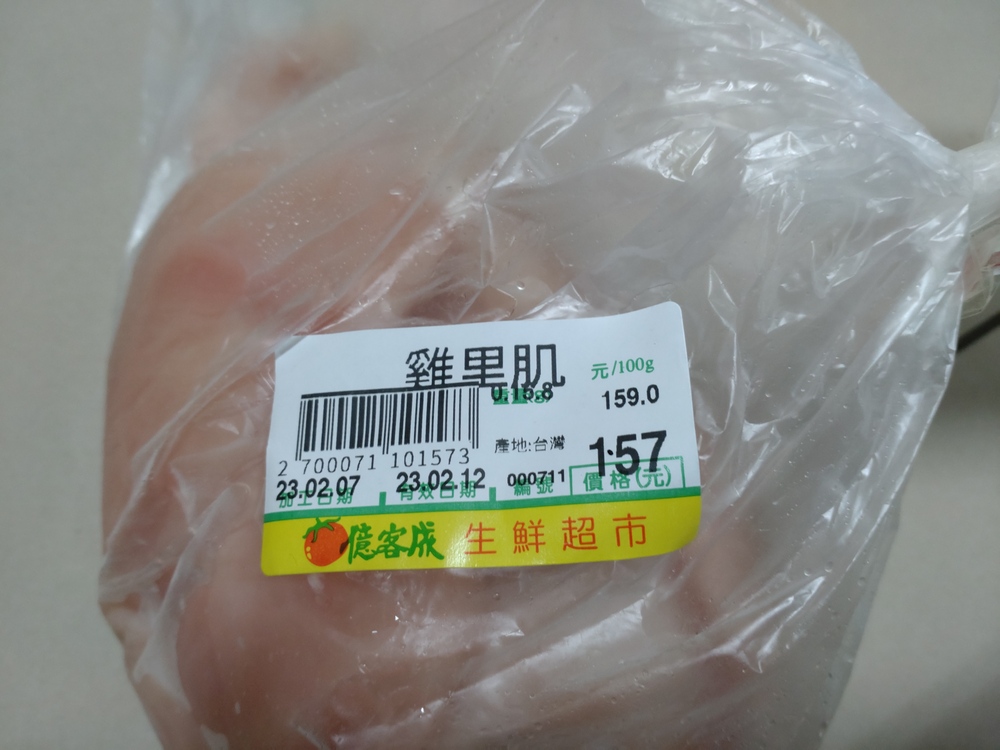 雞里肌
元/100g
159.0
產地:台灣
157
2 700071 101573
23.02.07 23.02.12 000711
加工日期 有效日期 編號 價格(元)
億客成 生鮮超市